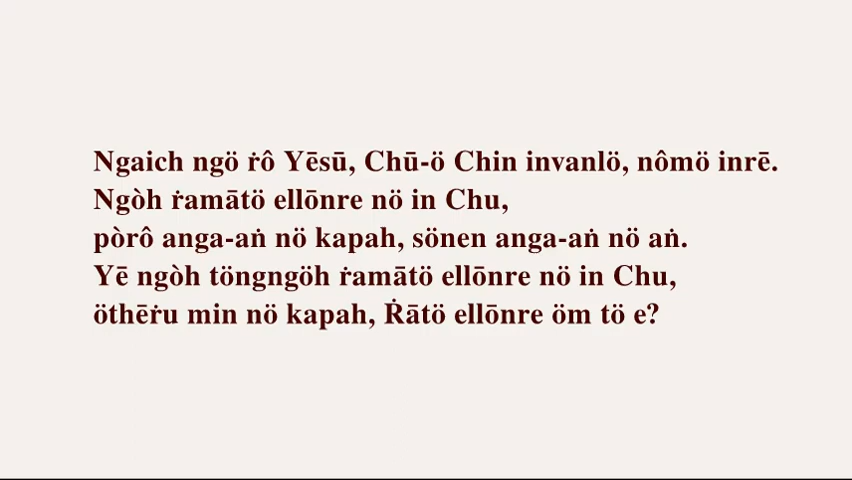 Ngaich ngö ṙô Yēsū, Chū-ö Chin invanlö, nômö inrē.
Ngòh ṙamātö ellōnre nö in Chu,
pòrô anga-aṅ nö kapah, sönen anga-aṅ nö aṅ.
Yē ngòh töngngöh ṙamātö ellōnre nö in Chu,
öthēṙu min nö kapah, Ṙātö ellōnre öm tö e?